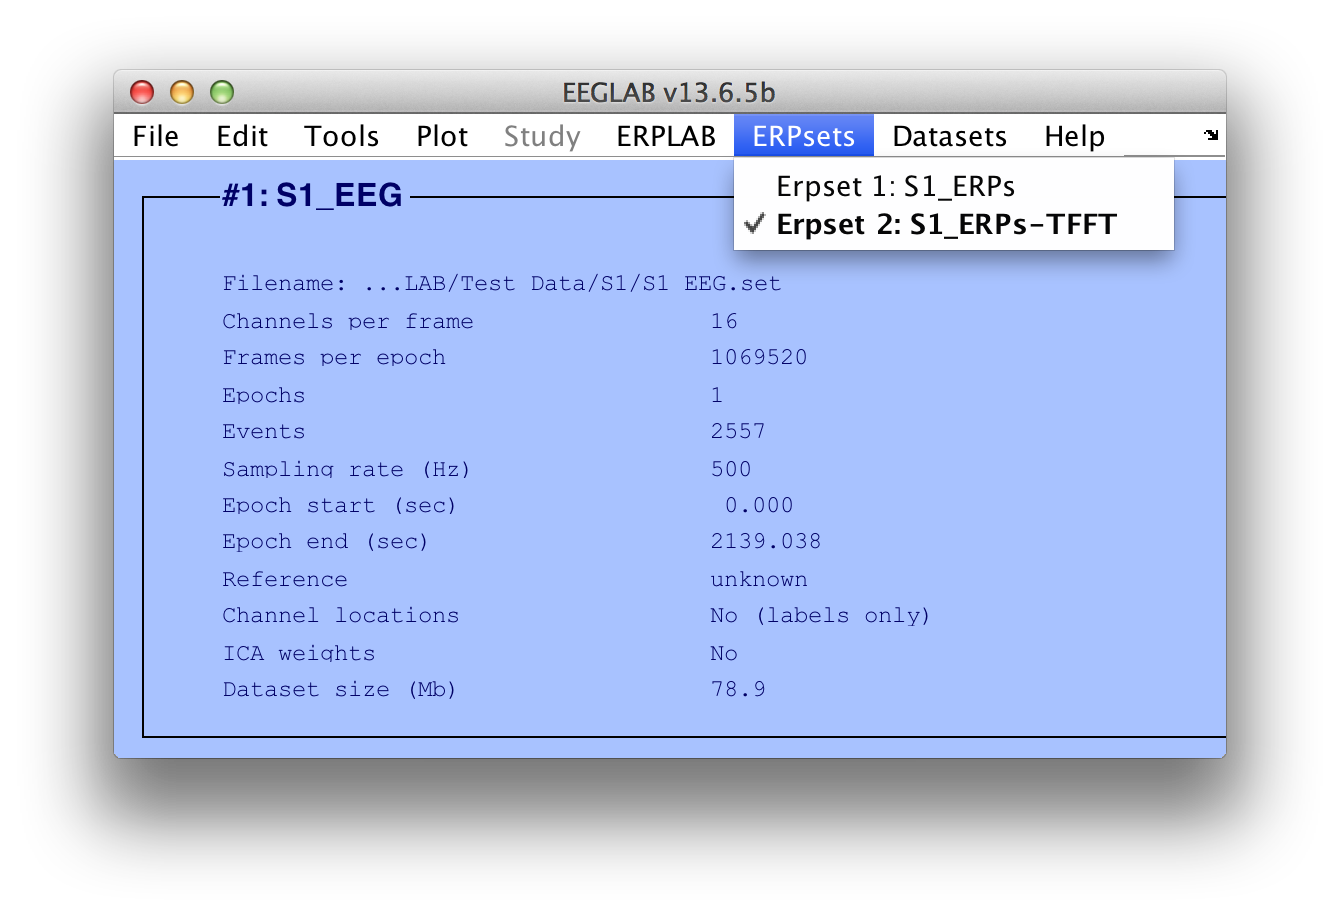 EEGLAB v13.6.5b
File Edit Tools Plot Study ERPLAB ERPsets Datasets Help
Erpset 1: S1_ERPs
Erpset 2: S1_ERPs-TFFT
#1: S1_EEG
Filename: ...LAB/Test Data/S1/S1 EEG.set
Channels per frame 16
Frames per epoch 1069520
Epochs 1
Events 2557
Sampling rate (Hz) 500
Epoch start (sec) 0.000
Epoch end (sec) 2139.038
Reference unknown
Channel locations No (labels only)
ICA weights No
Dataset size (Mb) 78.9